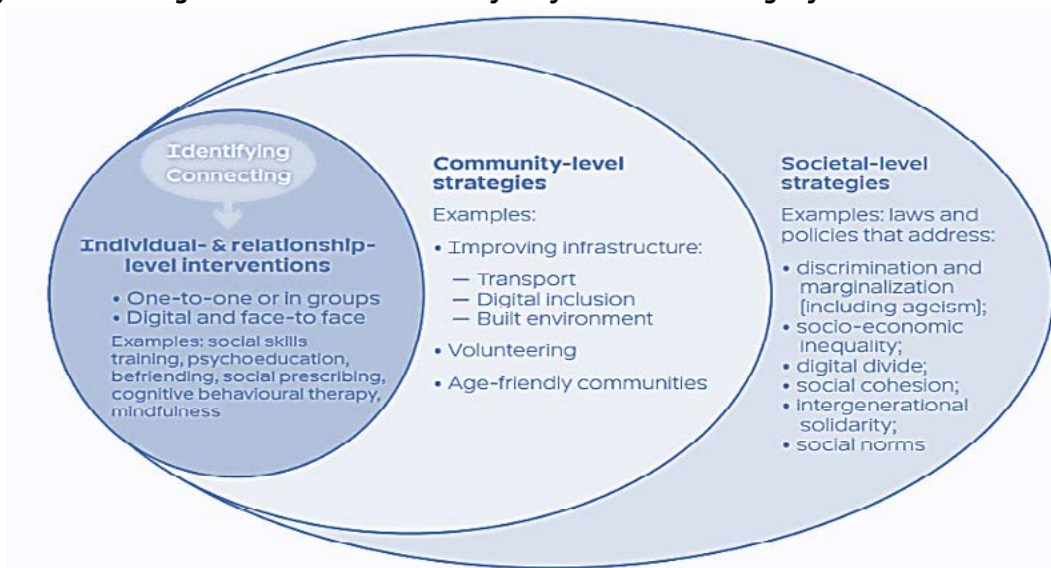 Identifying
Connecting
Individual- & relationship-
level interventions
• One-to-one or in groups
• Digital and face-to face
Examples: social skills
training, psychoeducation,
befriending, social prescribing,
cognitive behavioural therapy,
mindfulness
Community-level
strategies
Examples:
• Improving infrastructure:
— Transport
— Digital inclusion
— Built environment
• Volunteering
• Age-friendly communities
Societal-level
strategies
Examples: laws and
policies that address:
• discrimination and
marginalization
[including ageism];
• socio-economic
inequality;
• digital divide;
• social cohesion;
• intergenerational
solidarity;
• social norms